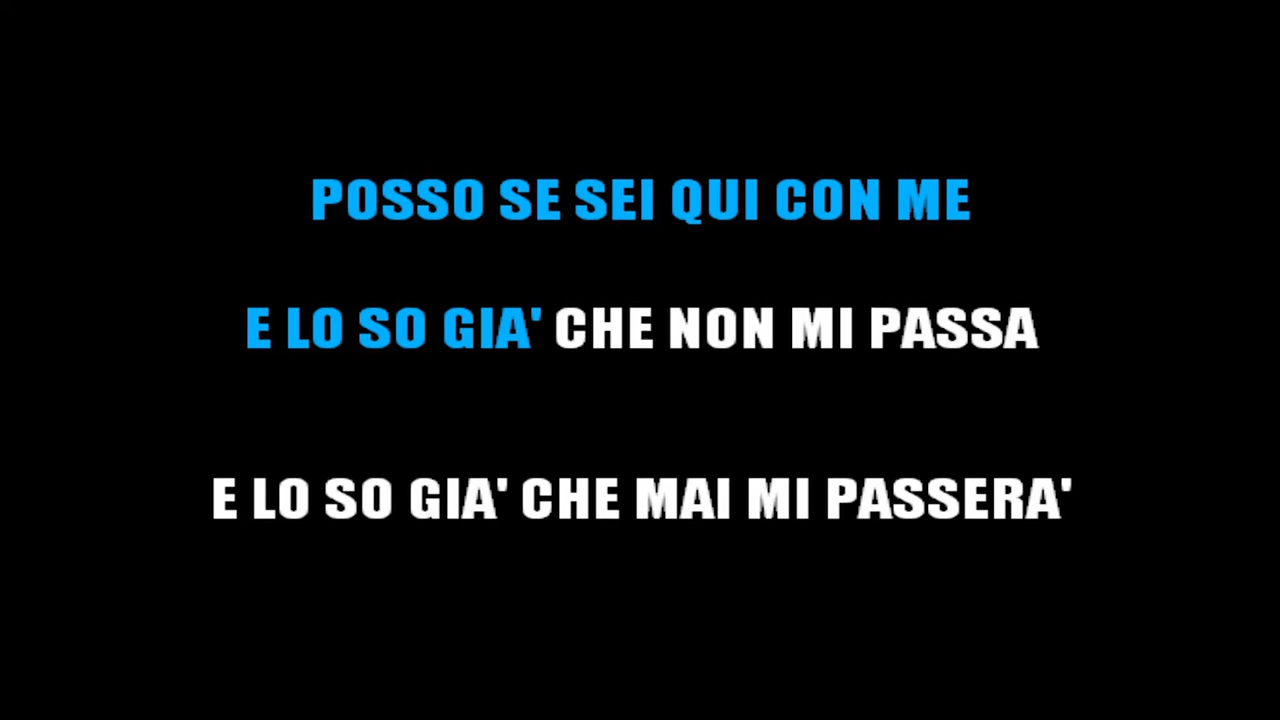 POSSO SE SEI QUI CON ME
E LO SO GIA' CHE NON MI PASSA
E LO SO GIA' CHE MAI MI PASSERA'